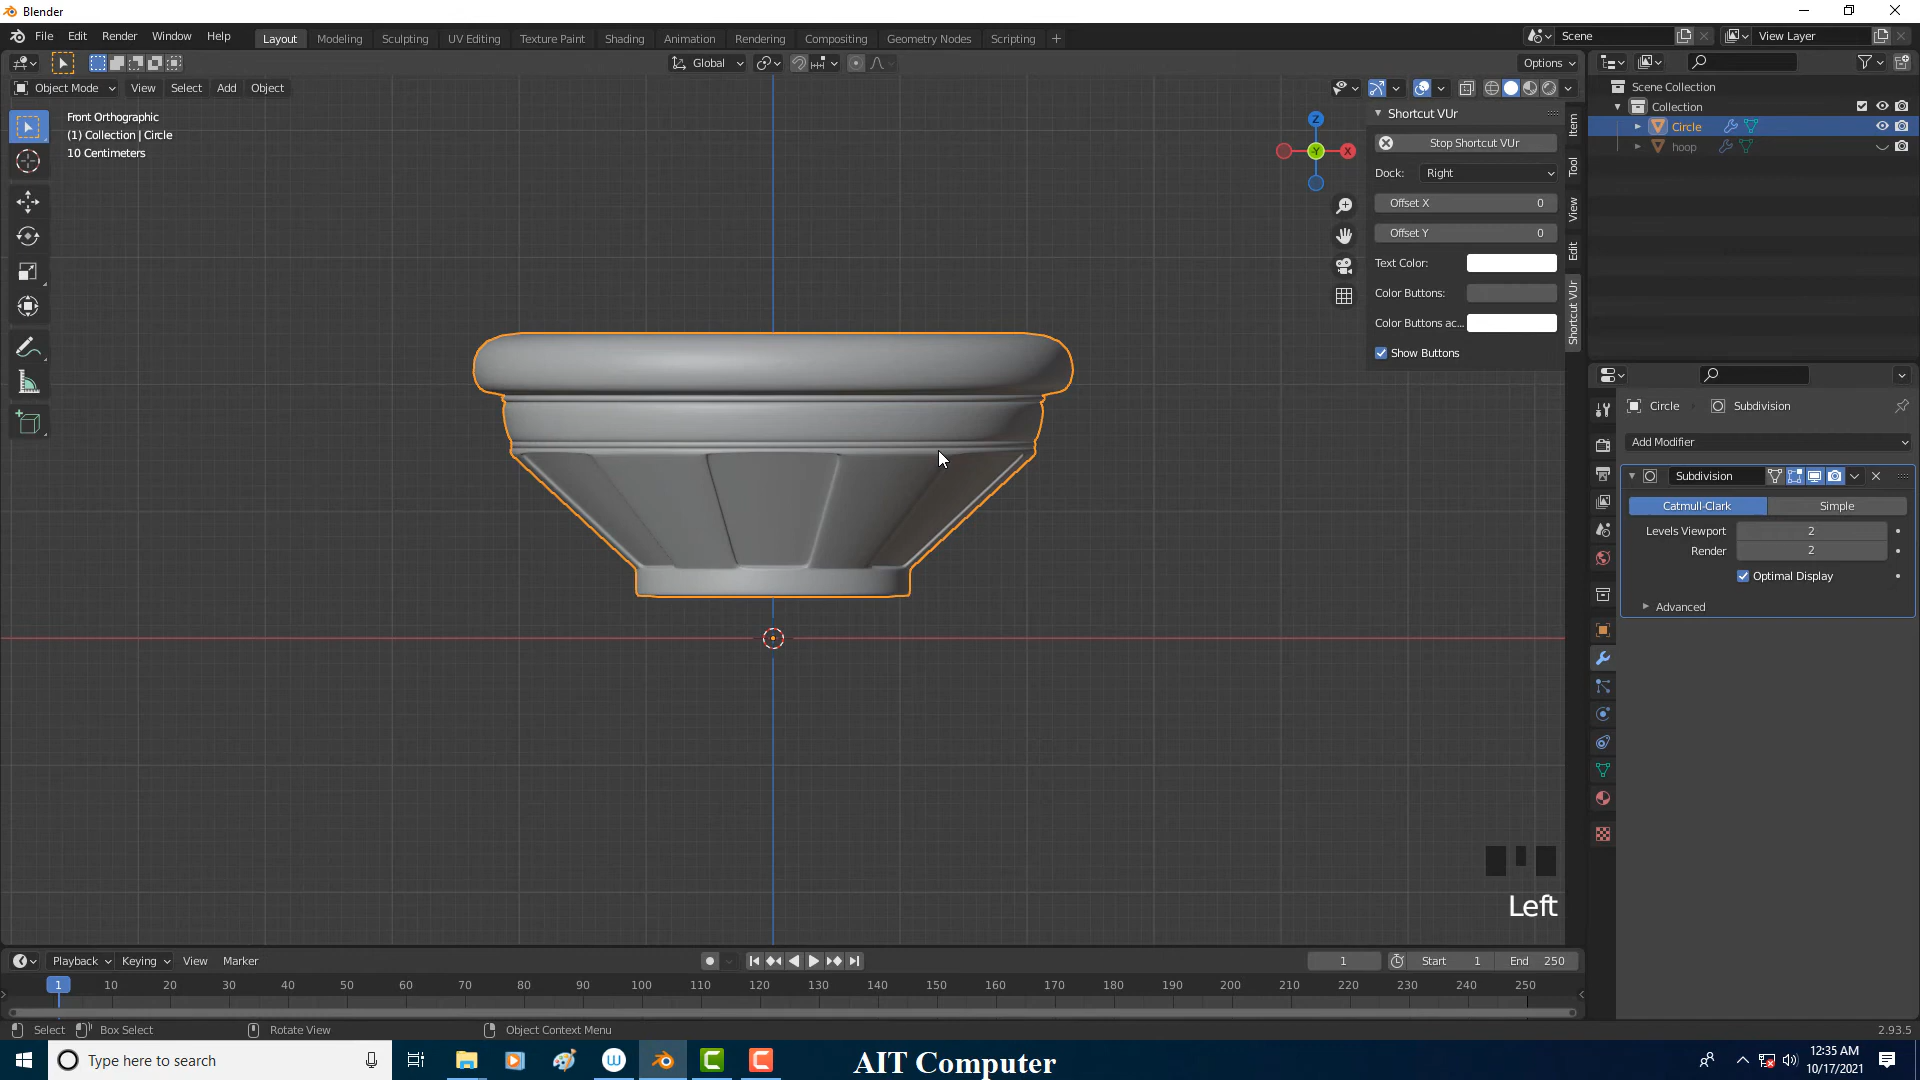 Blender
File Edit Render Window Help Layout Modeling Sculpting UV Editing Texture Paint Shading Animation Rendering Compositing Geometry Nodes Scripting + Scene View Layer
Global Options
Object Mode View Select Add Object
Front Orthographic
(1) Collection | Circle
10 Centimeters
Z
X
-Y
Shortcut VUr
Stop Shortcut VUr
Dock: Right
Offset X 0
Offset Y 0
Text Color:
Color Buttons:
Color Buttons ac...
Show Buttons
Item
Tool
View
Edit
Shortcut VUr
Scene Collection
Collection
Circle
hoop
Circle Subdivision
Add Modifier
Subdivision
Catmull-Clark Simple
Levels Viewport 2
Render 2
Optimal Display
Advanced
Left
Playback Keying View Marker 1 Start 1 End 250
1 10 20 30 40 50 60 70 80 90 100 110 120 130 140 150 160 170 180 190 200 210 220 230 240 250
Select Box Select Rotate View Object Context Menu 2.93.5
Type here to search
AIT Computer
12:35 AM
10/17/2021